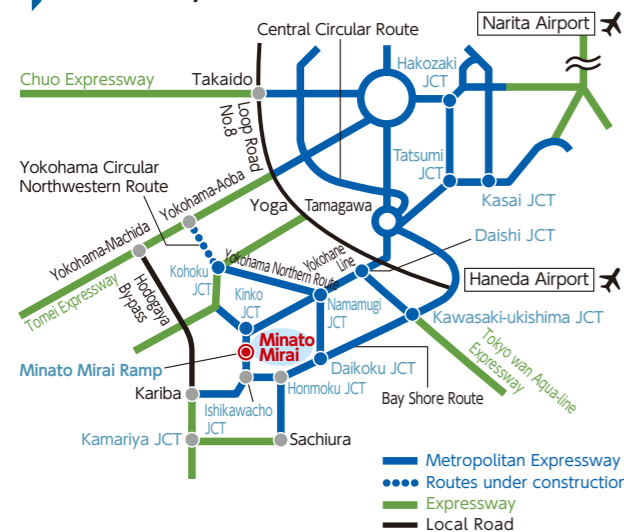 Central Circular Route
Narita Airport
Hakozaki
JCT
Chuo Expressway
Takaido
Loop Road
No.8
Tatsumi
JCT
Kasai JCT
Yokohama Circular
Northwestern Route
Yokohama-Aoba
Yoga
Tamagawa
Daishi JCT
Yokohama-Machida
Tomei Expressway
Hodogaya
By-pass
Kohoku
JCT
Yokohama Northern Route
Yokohane
Line
Haneda Airport
Kinko
JCT
Namamugi
JCT
Kawasaki-ukishima JCT
Minato
Mirai
Minato Mirai Ramp
Daikoku JCT
Tokyo wan Aqua-line
Expressway
Kariba
Ishikawacho
JCT
Honmoku JCT
Bay Shore Route
Kamariya JCT
Sachiura
Metropolitan Expressway
Routes under construction
Expressway
Local Road